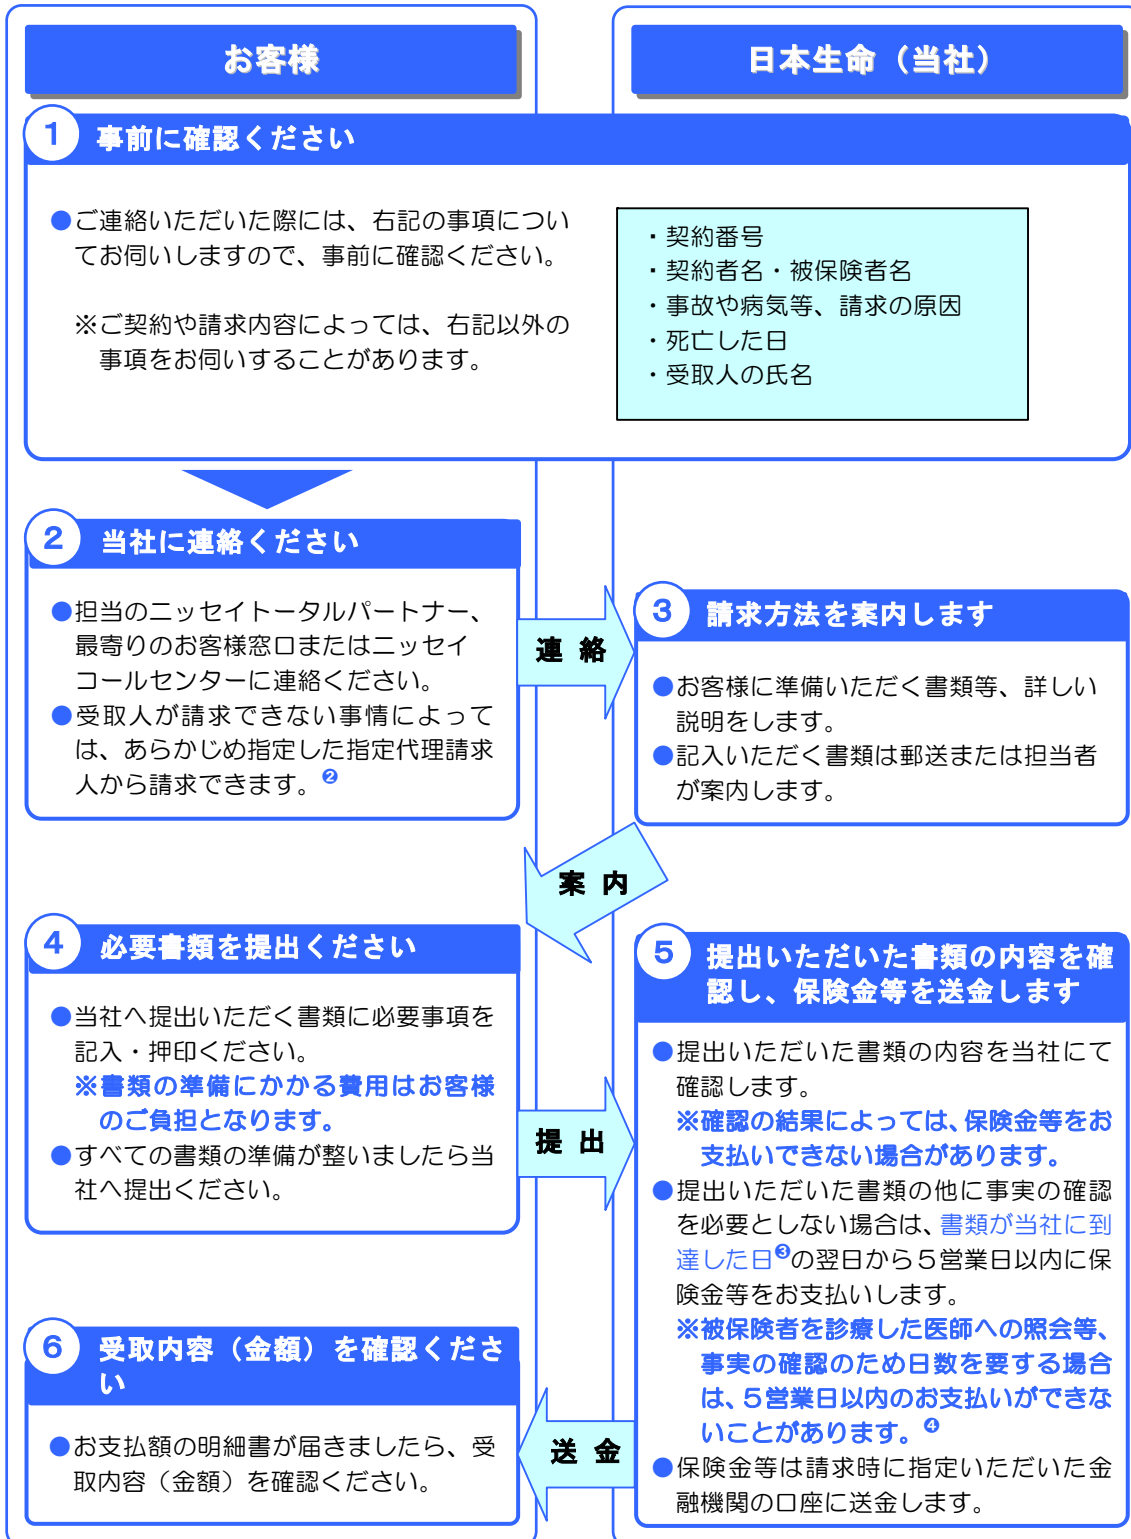 お客様
日本生命（当社）
1 事前に確認ください
●ご連絡いただいた際には、右記の事項につい
てお伺いしますので、事前に確認ください。
※ご契約や請求内容によっては、右記以外の
事項をお伺いすることがあります。
・契約番号
・契約者名・被保険者名
・事故や病気等、請求の原因
・死亡した日
・受取人の氏名
2 当社に連絡ください
●担当のニッセイトータルパートナー、
最寄りのお客様窓口またはニッセイ
コールセンターに連絡ください。
●受取人が請求できない事情によって
は、あらかじめ指定した指定代理請求
人から請求できます。❷
連 絡
3 請求方法を案内します
●お客様に準備いただく書類等、詳しい
説明をします。
●記入いただく書類は郵送または担当者
が案内します。
案 内
4 必要書類を提出ください
●当社へ提出いただく書類に必要事項を
記入・押印ください。
※書類の準備にかかる費用はお客様
のご負担となります。
●すべての書類の準備が整いましたら当
社へ提出ください。
提 出
5 提出いただいた書類の内容を確
認し、保険金等を送金します
●提出いただいた書類の内容を当社にて
確認します。
※確認の結果によっては、保険金等をお
支払いできない場合があります。
●提出いただいた書類の他に事実の確認
を必要としない場合は、書類が当社に到
達した日❸の翌日から５営業日以内に保
険金等をお支払いします。
※被保険者を診療した医師への照会等、
事実の確認のため日数を要する場合
は、５営業日以内のお支払いができな
いことがあります。❹
●保険金等は請求時に指定いただいた金
融機関の口座に送金します。
送 金
6 受取内容（金額）を確認くださ
い
●お支払額の明細書が届きましたら、受
取内容（金額）を確認ください。